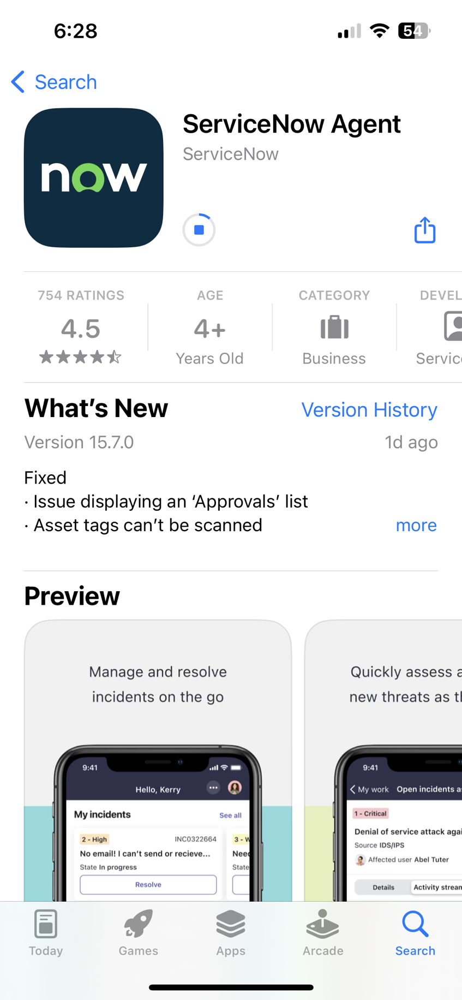 6:28
54
Search
now
ServiceNow Agent
ServiceNow
754 RATINGS
4.5
AGE
4+
Years Old
CATEGORY
Business
DEVEL
Service
What's New
Version History
Version 15.7.0
1d ago
Fixed
· Issue displaying an 'Approvals' list
· Asset tags can't be scanned
more
Preview
Manage and resolve
incidents on the go
9:41
Hello, Kerry
My incidents
See all
2 - High
INC0322664
No email! I can't send or recieve...
State In progress
Resolve
3 -
State
Quickly assess
new threats as
9:41
My work
Open incidents
1 - Critical
Denial of service attack
Source IDS/IPS
Affected user Abel Tuter
Details
Activity stream
Today
Games
Apps
Arcade
Search